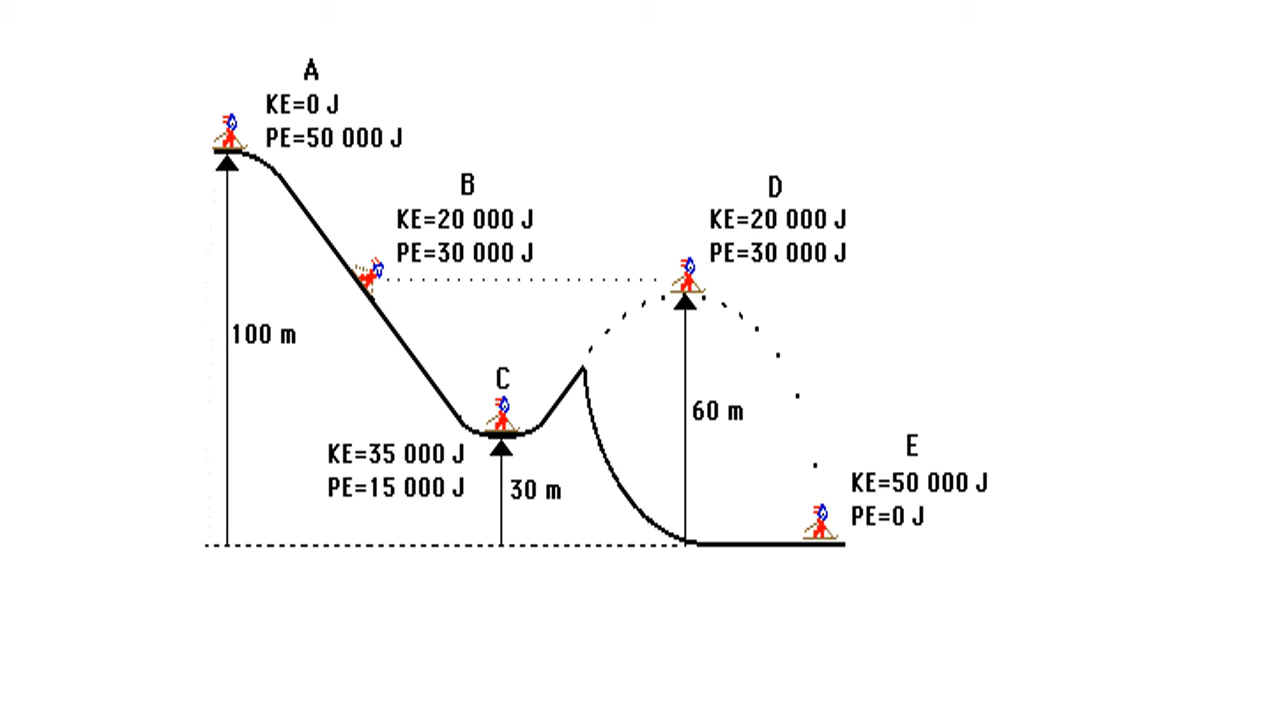 A
KE=0 J
PE=50 000 J
B
KE=20 000 J
PE=30 000 J
D
KE=20 000 J
PE=30 000 J
100 m
C
KE=35 000 J
PE=15 000 J
30 m
60 m
E
KE=50 000 J
PE=0 J